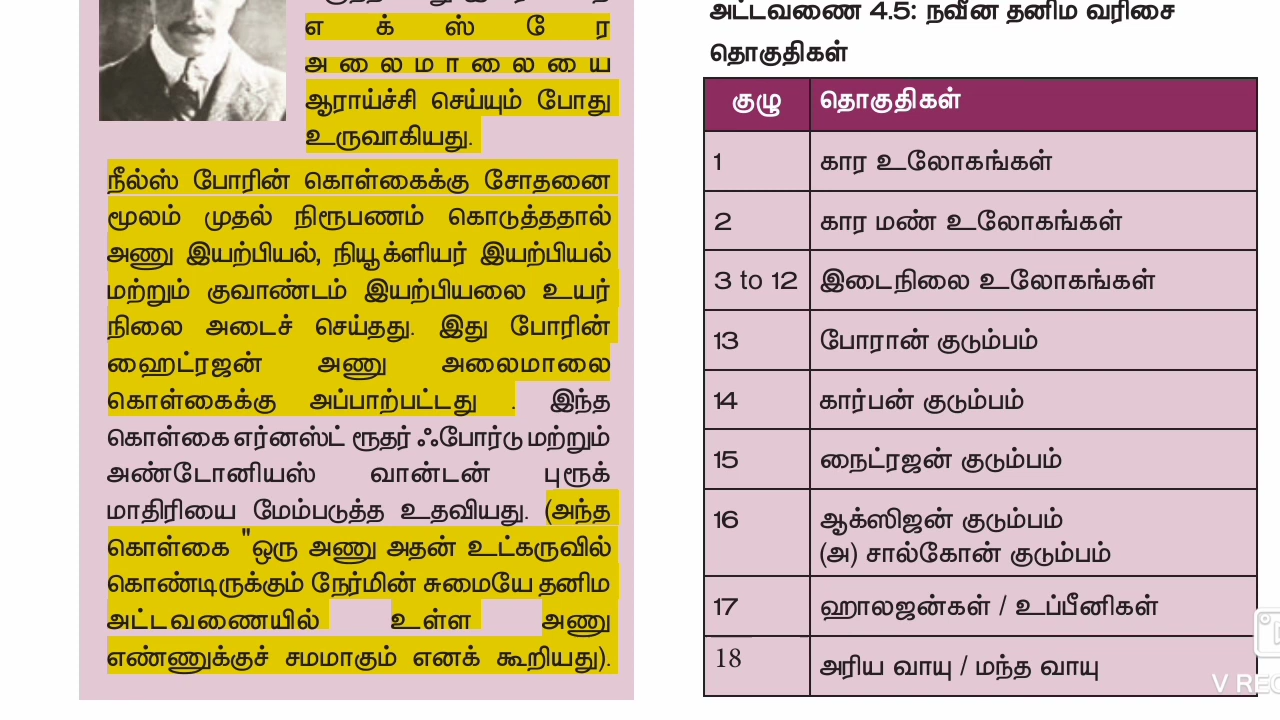 எ க் ஸ் ரே
அலைமாலையை
ஆராய்ச்சி செய்யும் போது
உருவாகியது.
நீல்ஸ் போரின் கொள்கைக்கு சோதனை
மூலம் முதல் நிரூபணம் கொடுத்ததால்
அணு இயற்பியல், நியூக்ளியர் இயற்பியல்
மற்றும் குவாண்டம் இயற்பியலை உயர்
நிலை அடைச் செய்தது. இது போரின்
ஹைட்ரஜன் அணு அலைமாலை
கொள்கைக்கு அப்பாற்பட்டது . இந்த
கொள்கை எர்னஸ்ட் ரூதர் ஃபோர்டு மற்றும்
அண்டோனியஸ் வான்டன் புரூக்
மாதிரியை மேம்படுத்த உதவியது. (அந்த
கொள்கை "ஒரு அணு அதன் உட்கருவில்
கொண்டிருக்கும் நேர்மின் சுமையே தனிம
அட்டவணையில் உள்ள அணு
எண்ணுக்குச் சமமாகும் எனக் கூறியது).
அட்டவணை 4.5: நவீன தனிம வரிசை
தொகுதிகள்
குழு தொகுதிகள்
1 கார உலோகங்கள்
2 கார மண் உலோகங்கள்
3 to 12 இடைநிலை உலோகங்கள்
13 போரான் குடும்பம்
14 கார்பன் குடும்பம்
15 நைட்ரஜன் குடும்பம்
16 ஆக்ஸிஜன் குடும்பம்
(அ) சால்கோன் குடும்பம்
17 ஹாலஜன்கள் / உப்பீனிகள்
18 அரிய வாயு / மந்த வாயு